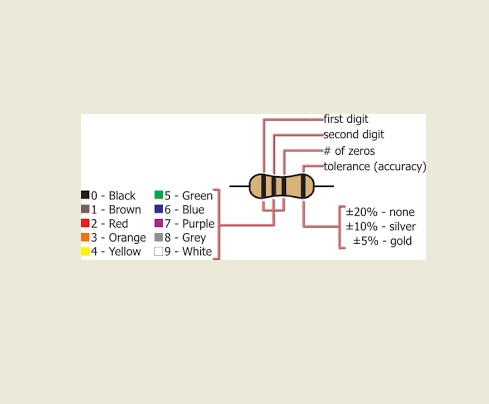 first digit
second digit
# of zeros
tolerance (accuracy)
0 - Black
1 - Brown
2 - Red
3 - Orange
4 - Yellow
5 - Green
6 - Blue
7 - Purple
8 - Grey
9 - White
±20% - none
±10% - silver
±5% - gold